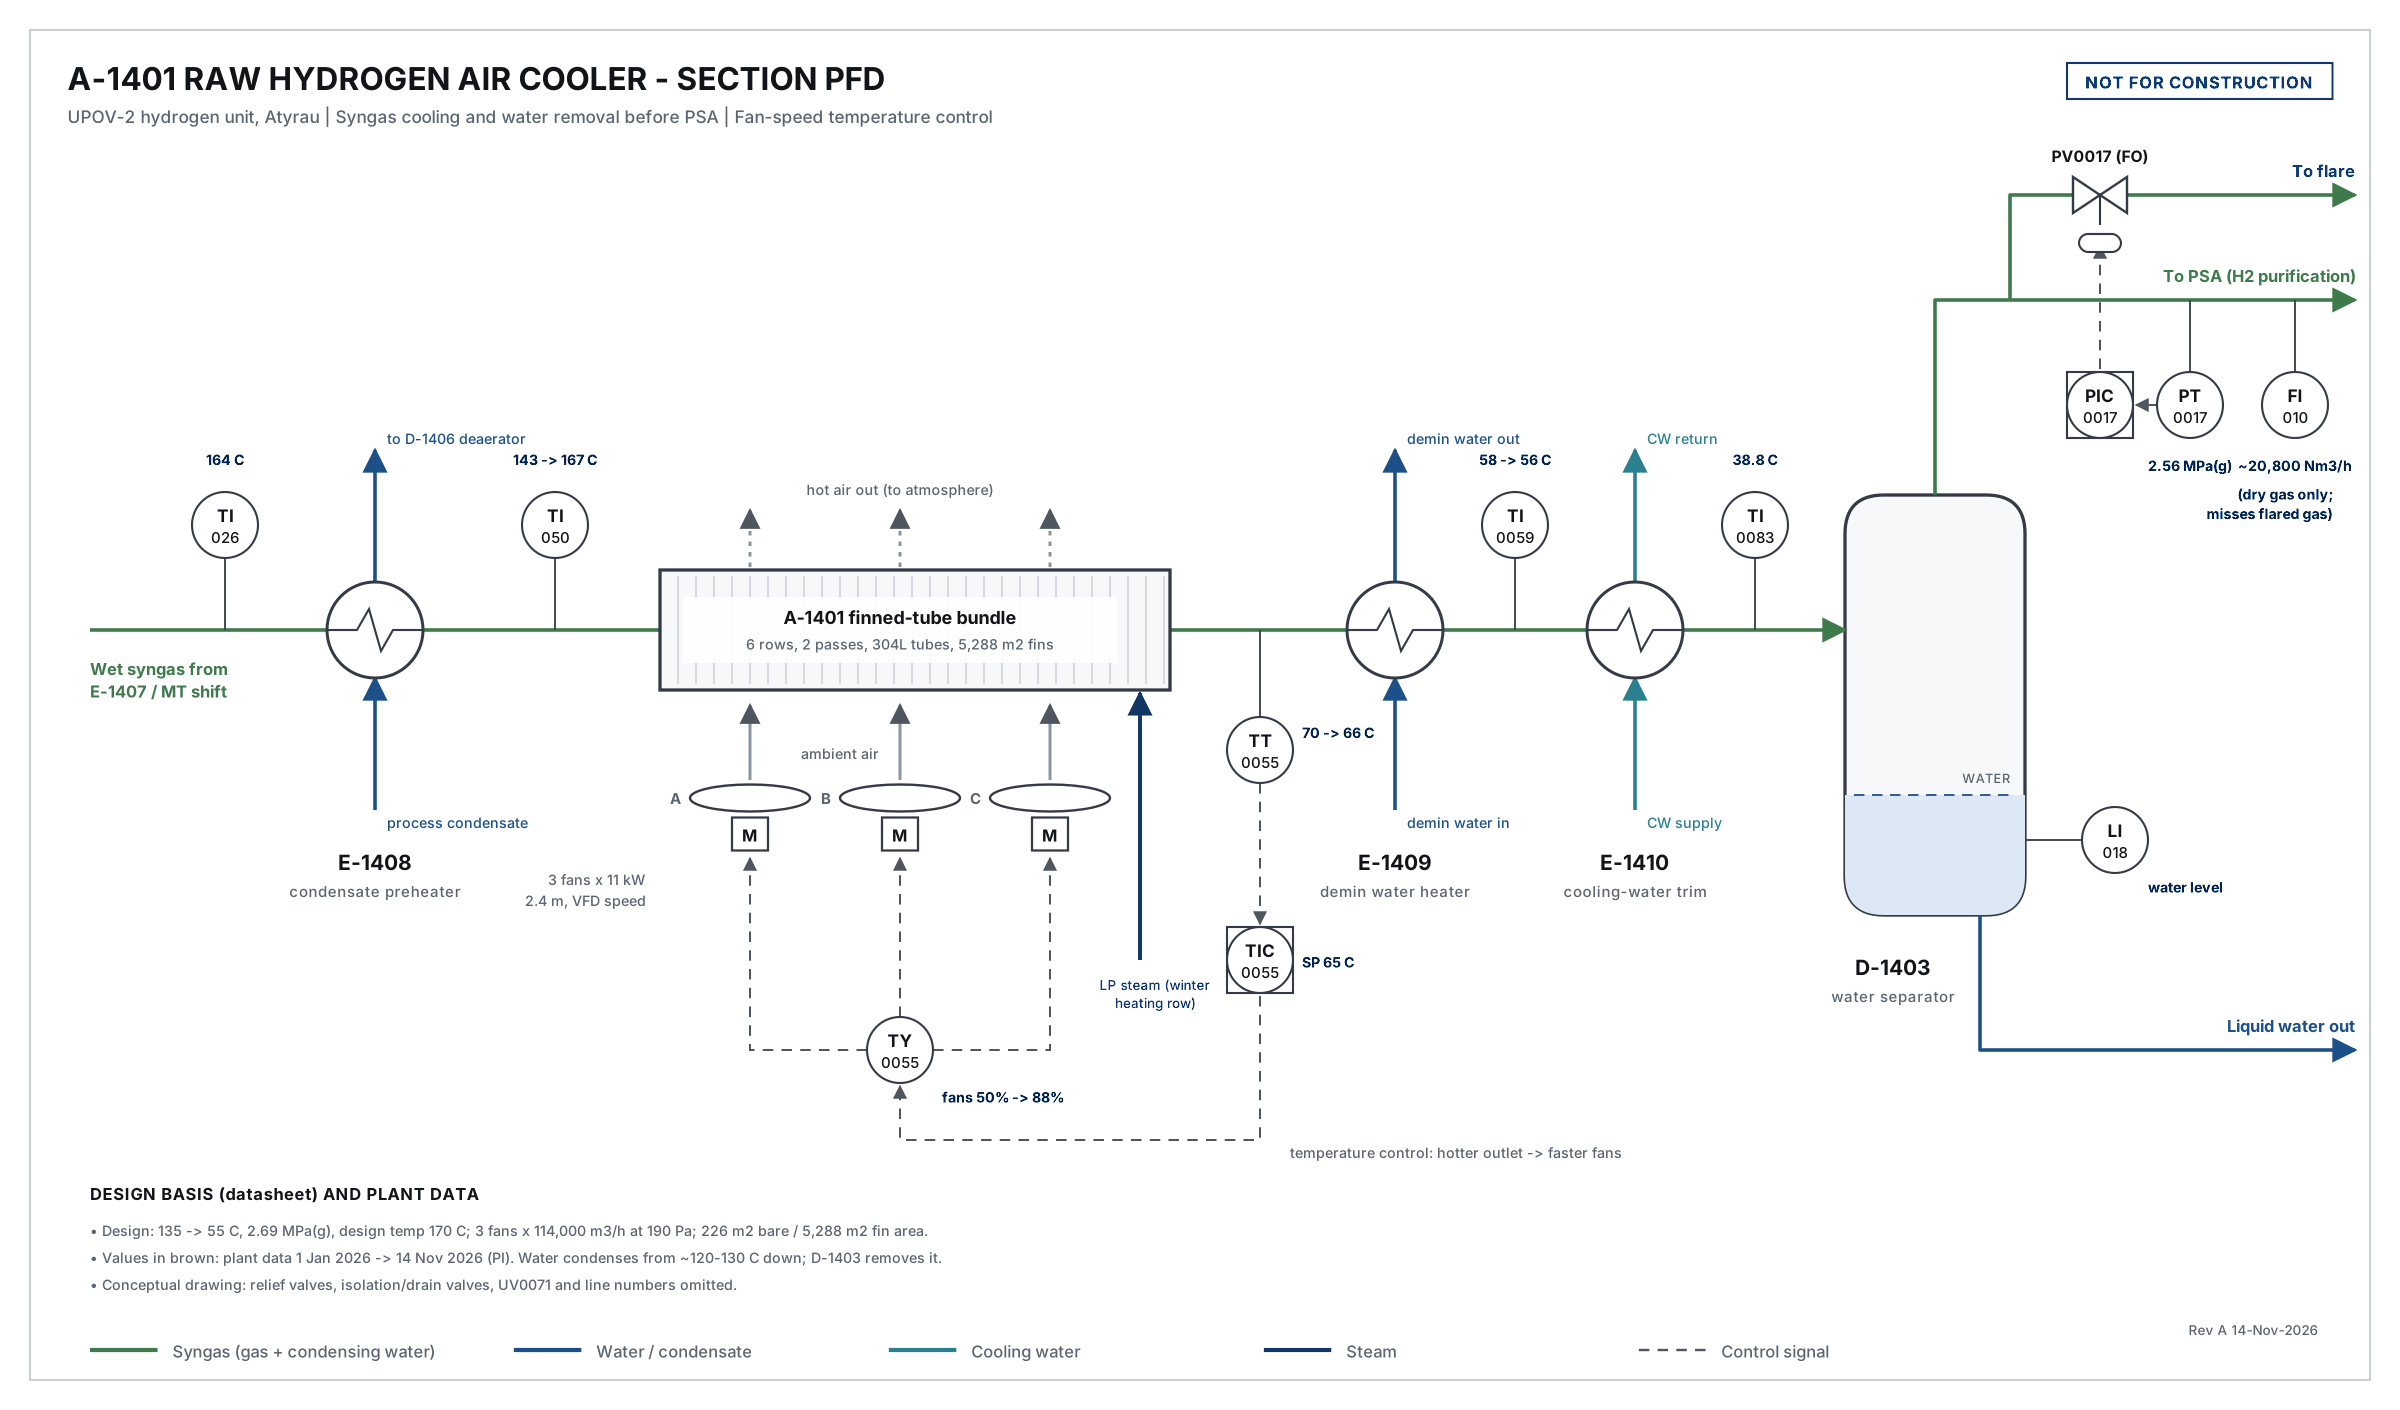 A-1401 RAW HYDROGEN AIR COOLER - SECTION PFD
UPOV-2 hydrogen unit, Atyrau | Syngas cooling and water removal before PSA | Fan-speed temperature control
NOT FOR CONSTRUCTION
PV0017 (FO)
To flare
To PSA (H2 purification)
PIC
0017
PT
0017
FI
010
2.56 MPa(g)
~20,800 Nm3/h
(dry gas only;
misses flared gas)
164 C
TI
026
to D-1406 deaerator
143 -> 167 C
TI
050
hot air out (to atmosphere)
demin water out
58 -> 56 C
TI
0059
CW return
38.8 C
TI
0083
Wet syngas from
E-1407 / MT shift
A-1401 finned-tube bundle
6 rows, 2 passes, 304L tubes, 5,288 m2 fins
ambient air
A
B
C
M
M
M
TT
0055
70 -> 66 C
process condensate
E-1408
condensate preheater
3 fans x 11 kW
2.4 m, VFD speed
demin water in
E-1409
demin water heater
CW supply
E-1410
cooling-water trim
WATER
LI
018
water level
D-1403
water separator
TIC
0055
SP 65 C
LP steam (winter
heating row)
TY
0055
fans 50% -> 88%
Liquid water out
temperature control: hotter outlet -> faster fans
DESIGN BASIS (datasheet) AND PLANT DATA
• Design: 135 -> 55 C, 2.69 MPa(g), design temp 170 C; 3 fans x 114,000 m3/h at 190 Pa; 226 m2 bare / 5,288 m2 fin area.
• Values in brown: plant data 1 Jan 2026 -> 14 Nov 2026 (PI). Water condenses from ~120-130 C down; D-1403 removes it.
• Conceptual drawing: relief valves, isolation/drain valves, UV0071 and line numbers omitted.
Rev A 14-Nov-2026
Syngas (gas + condensing water)
Water / condensate
Cooling water
Steam
Control signal